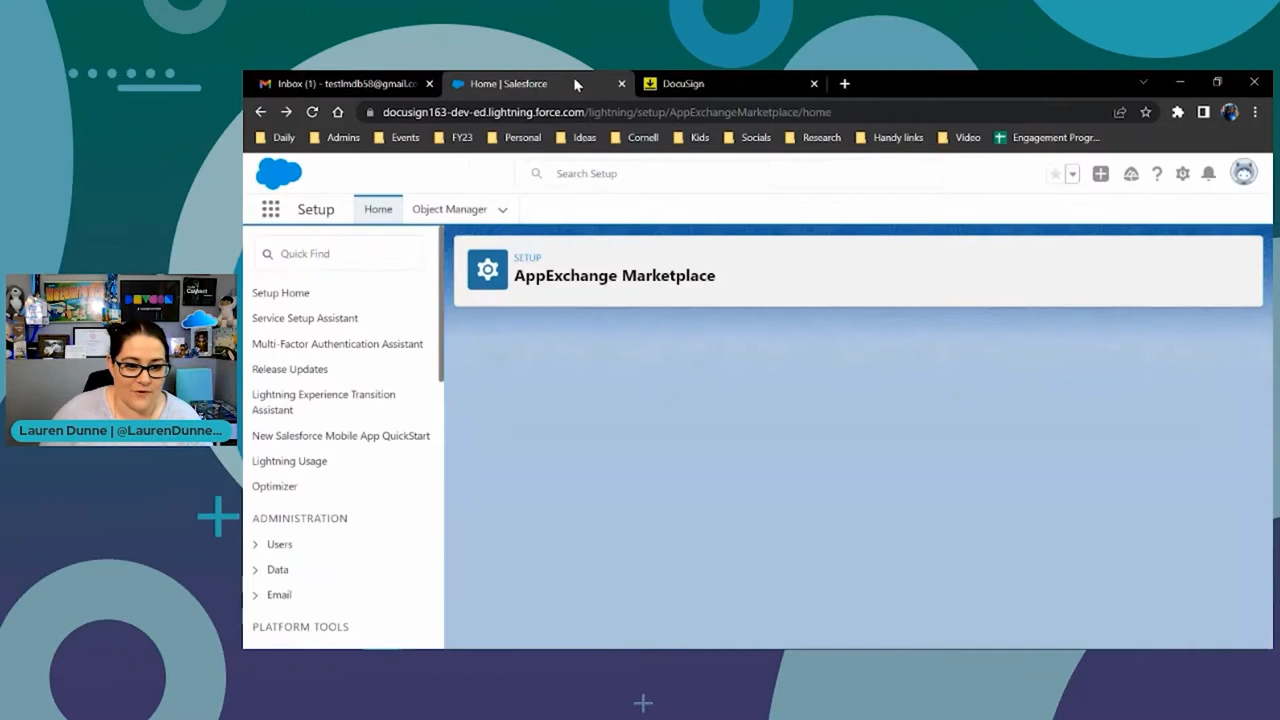 Inbox (1) - testlmdb58@gmail.co
Home | Salesforce
DocuSign
docusign163-dev-ed.lightning.force.com/lightning/setup/AppExchangeMarketplace/home
Daily
Admins
Events
FY23
Personal
Ideas
Cornell
Kids
Socials
Research
Handy links
Video
Engagement Progr...
Search Setup
Setup
Home
Object Manager
Quick Find
SETUP
AppExchange Marketplace
Setup Home
Service Setup Assistant
Multi-Factor Authentication Assistant
Release Updates
Lightning Experience Transition
Assistant
New Salesforce Mobile App QuickStart
Lightning Usage
Optimizer
ADMINISTRATION
Users
Data
Email
PLATFORM TOOLS
Lauren Dunne | @LaurenDunne...